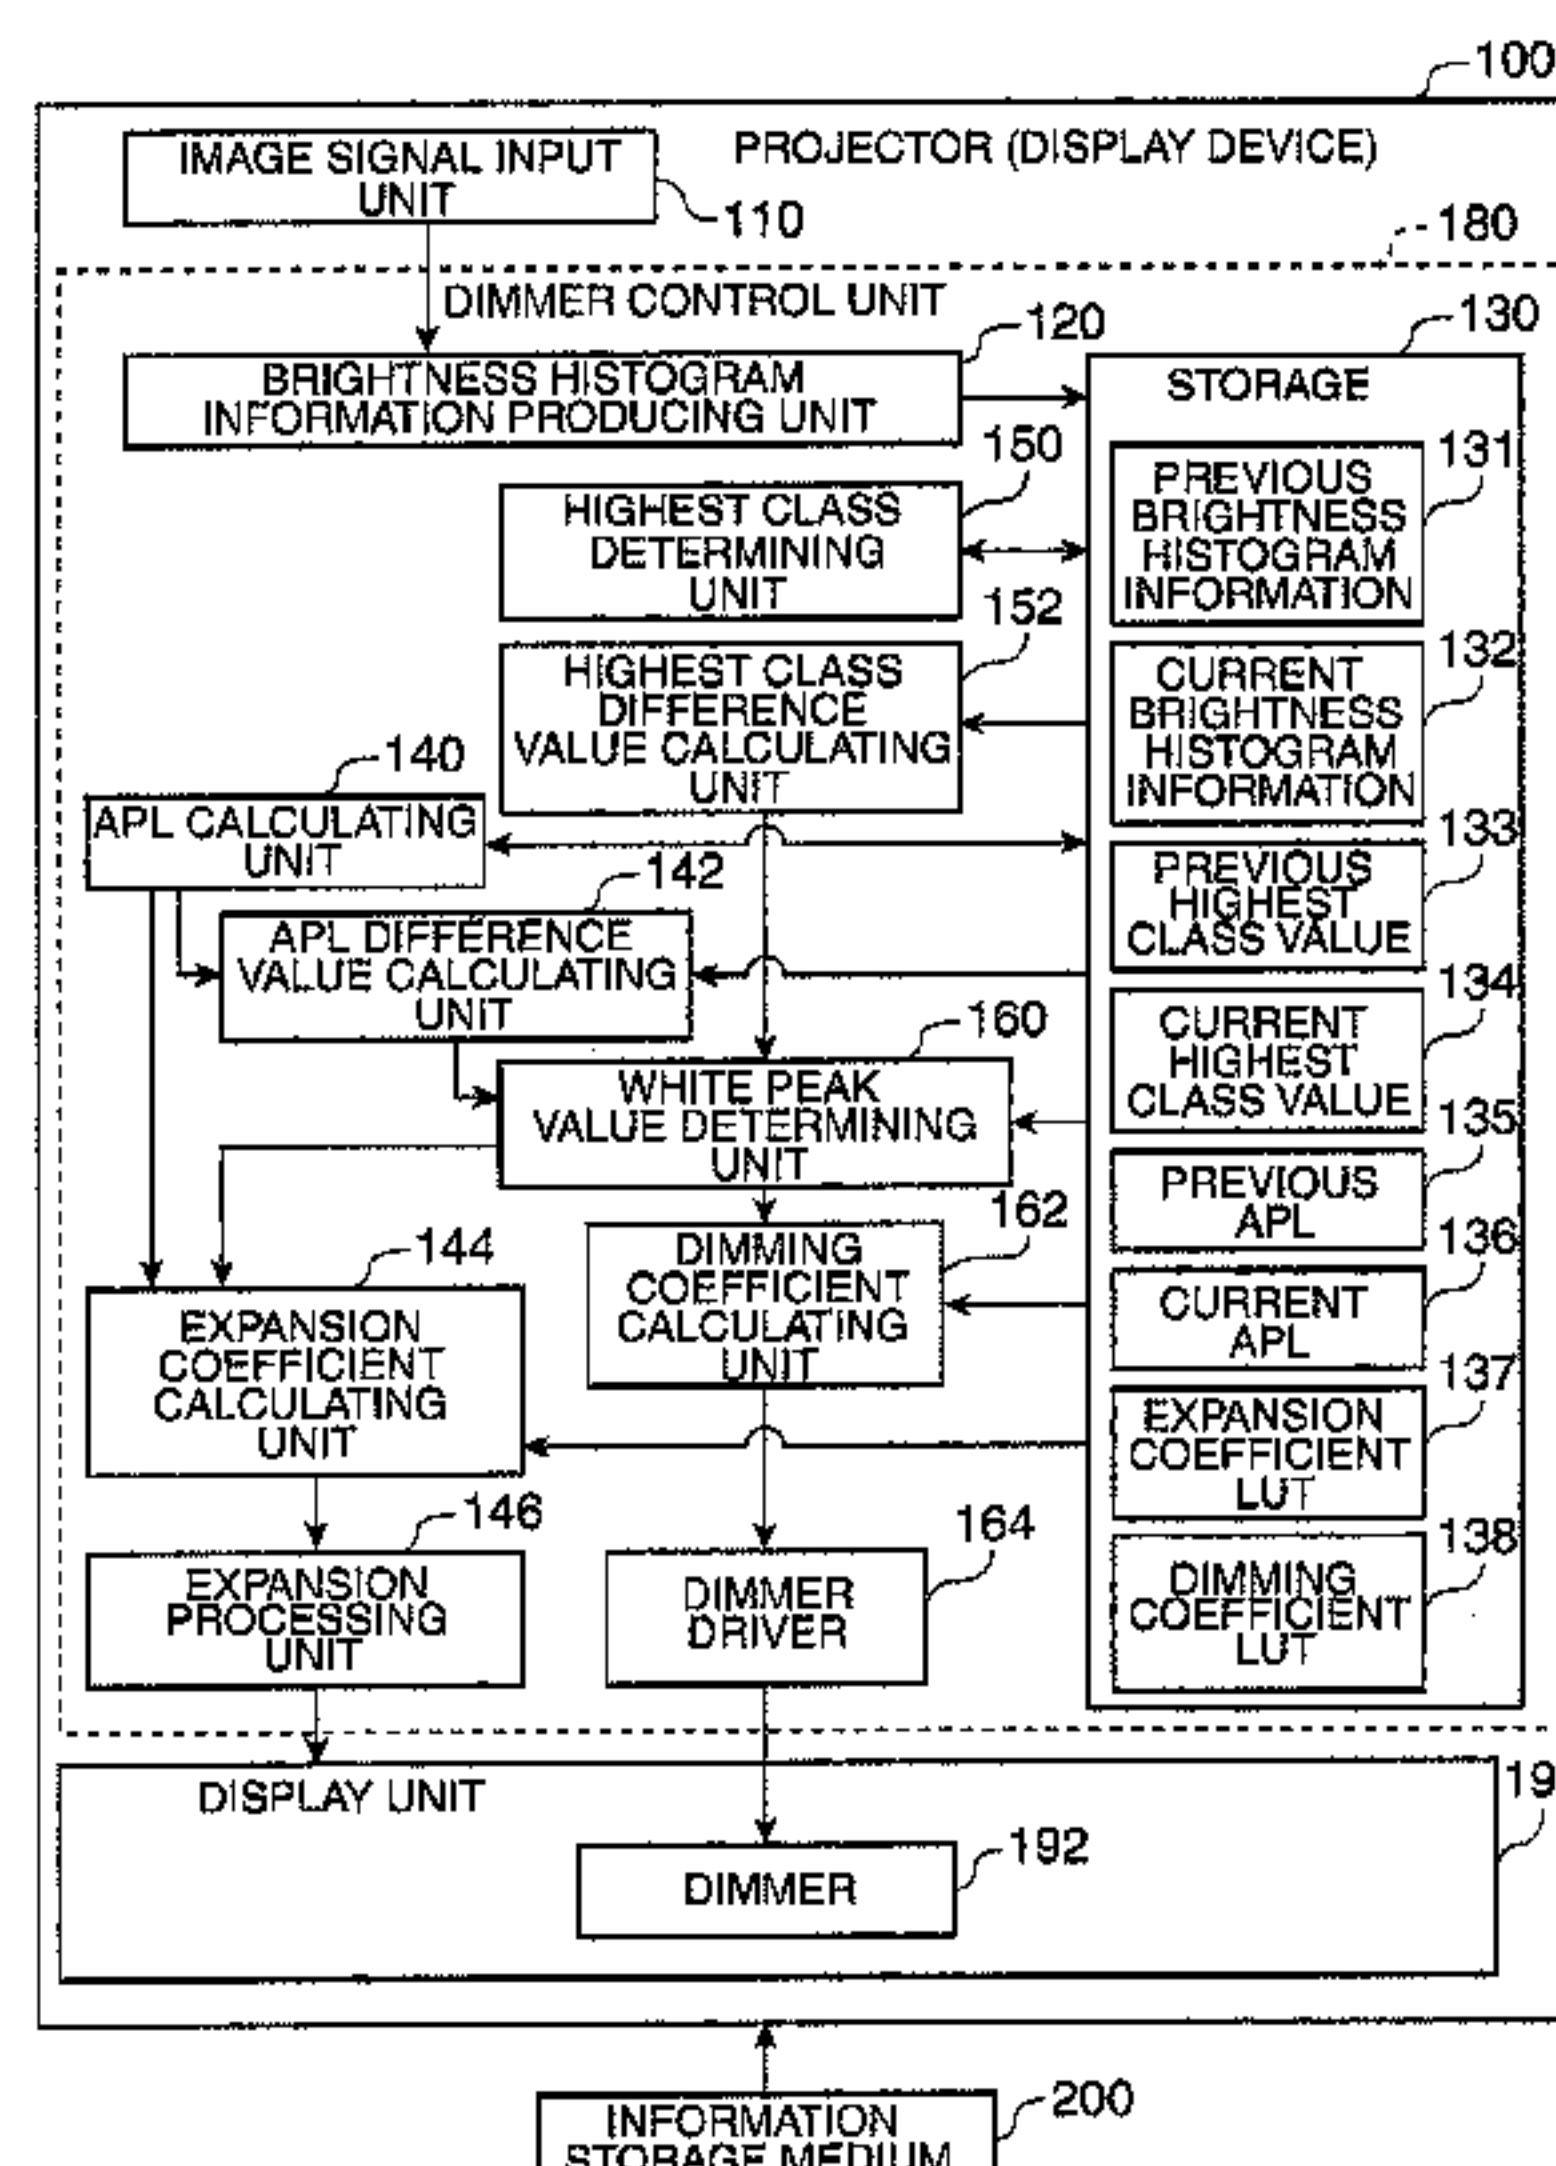 100
PROJECTOR (DISPLAY DEVICE)
IMAGE SIGNAL INPUT
UNIT
110
180
DIMMER CONTROL UNIT
120
BRIGHTNESS HISTOGRAM
INFORMATION PRODUCING UNIT
130
STORAGE
150
HIGHEST CLASS
DETERMINING
UNIT
152
HIGHEST CLASS
DIFFERENCE
VALUE CALCULATING
UNIT
140
APL CALCULATING
UNIT
142
APL DIFFERENCE
VALUE CALCULATING
UNIT
160
WHITE PEAK
VALUE DETERMINING
UNIT
162
DIMMING
COEFFICIENT
CALCULATING
UNIT
144
EXPANSION
COEFFICIENT
CALCULATING
UNIT
146
EXPANSION
PROCESSING
UNIT
164
DIMMER
DRIVER
131
PREVIOUS
BRIGHTNESS
HISTOGRAM
INFORMATION
132
CURRENT
BRIGHTNESS
HISTOGRAM
INFORMATION
133
PREVIOUS
HIGHEST
CLASS VALUE
134
CURRENT
HIGHEST
CLASS VALUE
135
PREVIOUS
APL
136
CURRENT
APL
137
EXPANSION
COEFFICIENT
LUT
138
DIMMING
COEFFICIENT
LUT
DISPLAY UNIT
19
DIMMER
192
200
INFORMATION
STORAGE MEDIUM